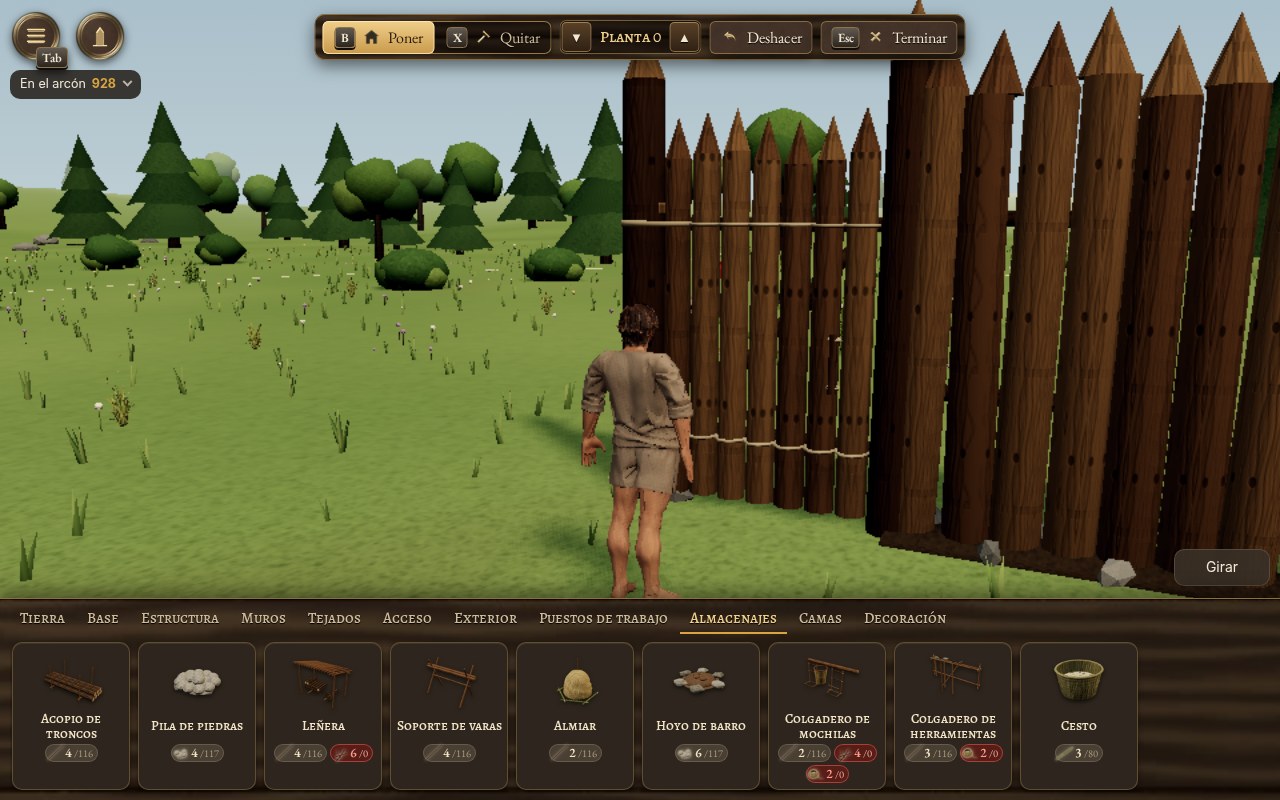 B Poner X Quitar ▼ Planta 0 ▲ Deshacer Esc Terminar
Tab
En el arcón 928
Girar
Tierra Base Estructura Muros Tejados Acceso Exterior Puestos de trabajo Almacenajes Camas Decoración
Acopio de troncos
4/116
Pila de piedras
4/117
Leñera
4/116 6/0
Soporte de varas
4/116
Almiar
2/116
Hoyo de barro
6/117
Colgadero de mochilas
2/116 4/0
2/0
Colgadero de herramientas
3/116 2/0
Cesto
3/80